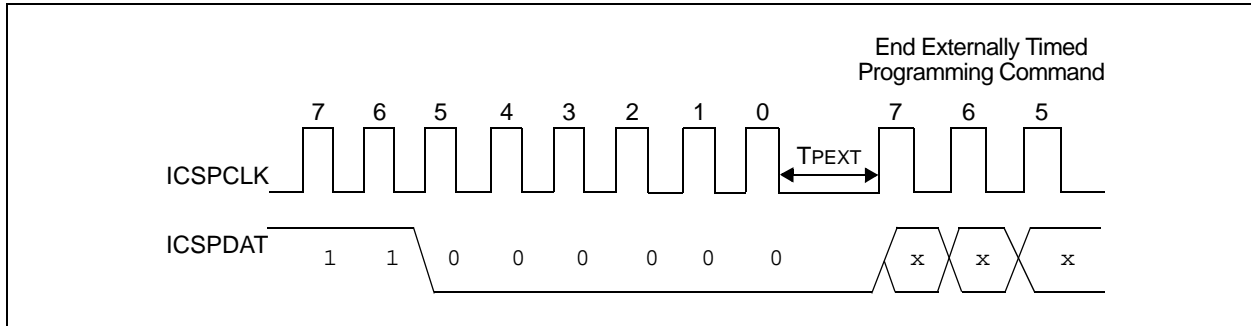 End Externally Timed
Programming Command
7 6 5 4 3 2 1 0 7 6 5
TPEXT
ICSPCLK
ICSPDAT
1 1 0 0 0 0 0 0 x x x